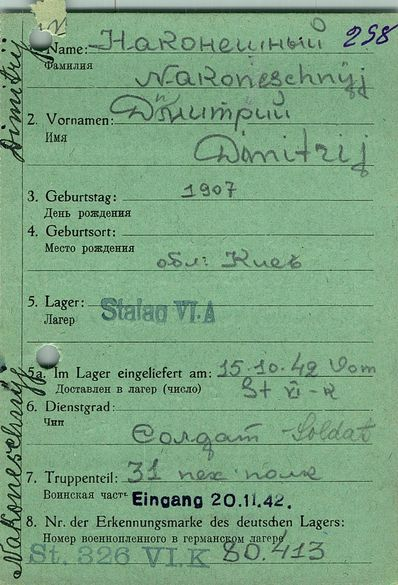 Dimitrij
Nakoneschnyj
Name: Наконешный 298
Фамилия
Nakoneschnyj
2. Vornamen: Дмитрий
Имя
Dimitrij
3. Geburtstag: 1907
День рождения
4. Geburtsort:
Место рождения
обл: Киев
5. Lager: Stalag VI.A
Лагер
5a. Im Lager eingeliefert am: 15.10.42 Vom
Доставлен в лагер (число) St VI-K
6. Dienstgrad:
Чин
Солдат Soldat
7. Truppenteil: 31 пех полк
Воинская часть Eingang 20.11.42.
8. Nr. der Erkennungsmarke des deutschen Lagers:
Номер военнопленного в германском лагере
St. 326 VI.K 80.413